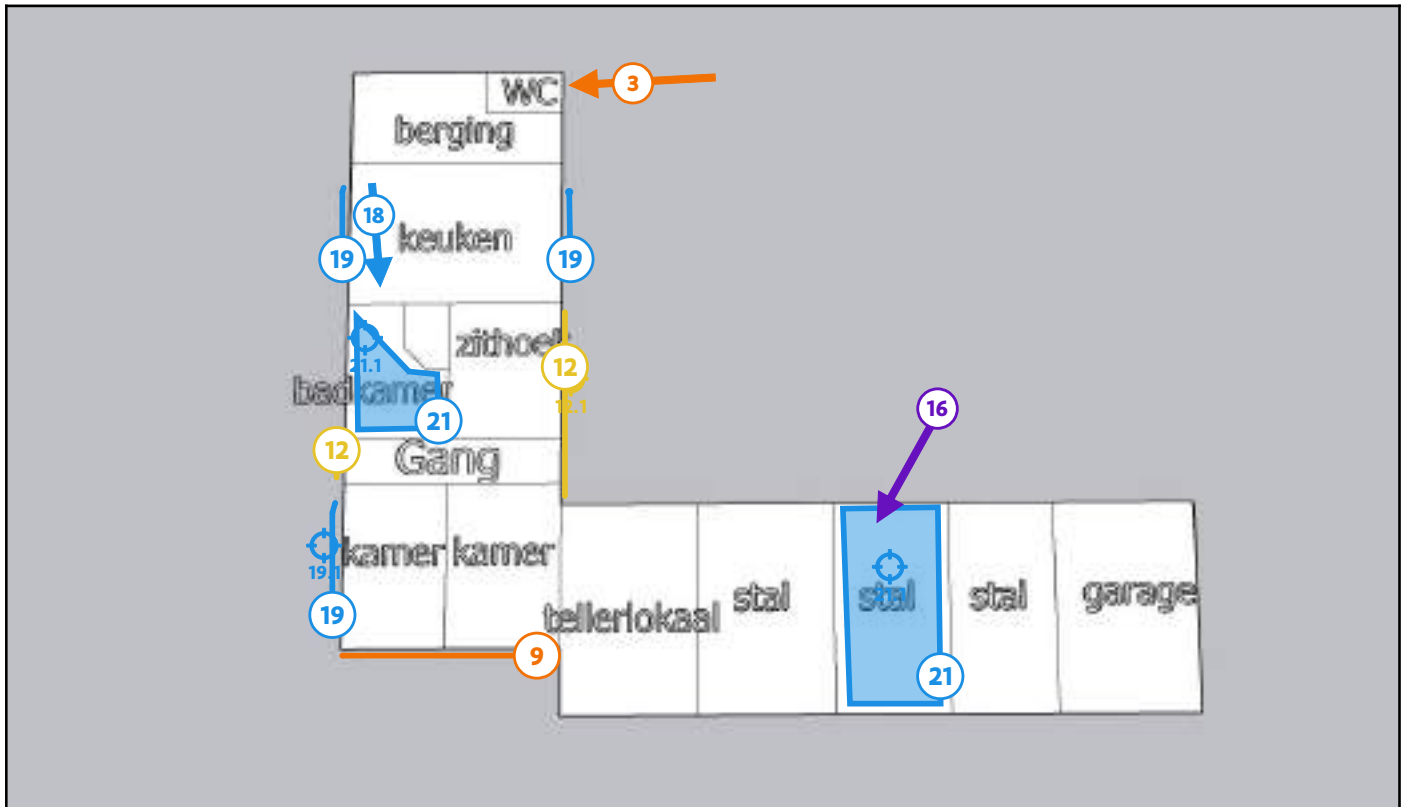 WC
3
berging
18
keuken
19
19
zithoek
21.1
12
badkamer
12.1
16
21
12
Gang
kamer
kamer
19.1
stal
stal
stal
garage
19
tellerlokaal
9
21